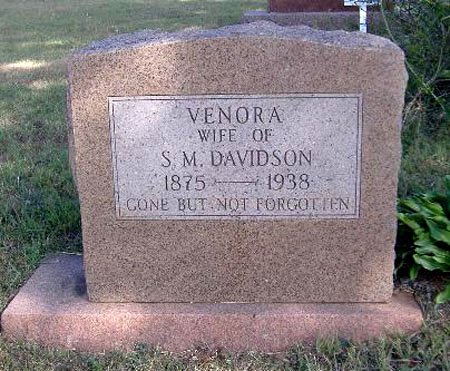 VENORA
WIFE OF
S. M. DAVIDSON
1875 — 1938
GONE BUT NOT FORGOTTEN